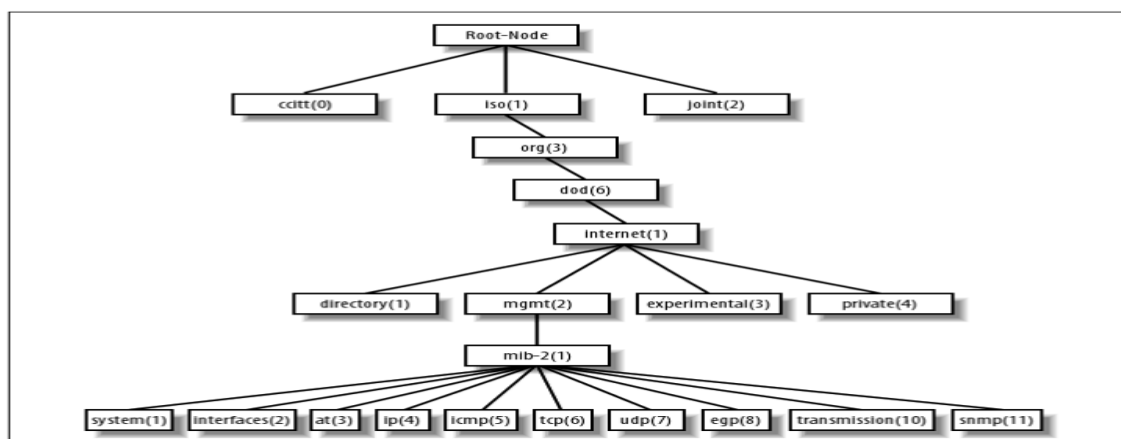 Root-Node
ccitt(0) iso(1) joint(2)
org(3)
dod(6)
internet(1)
directory(1) mgmt(2) experimental(3) private(4)
mib-2(1)
system(1) interfaces(2) at(3) ip(4) icmp(5) tcp(6) udp(7) egp(8) transmission(10) snmp(11)